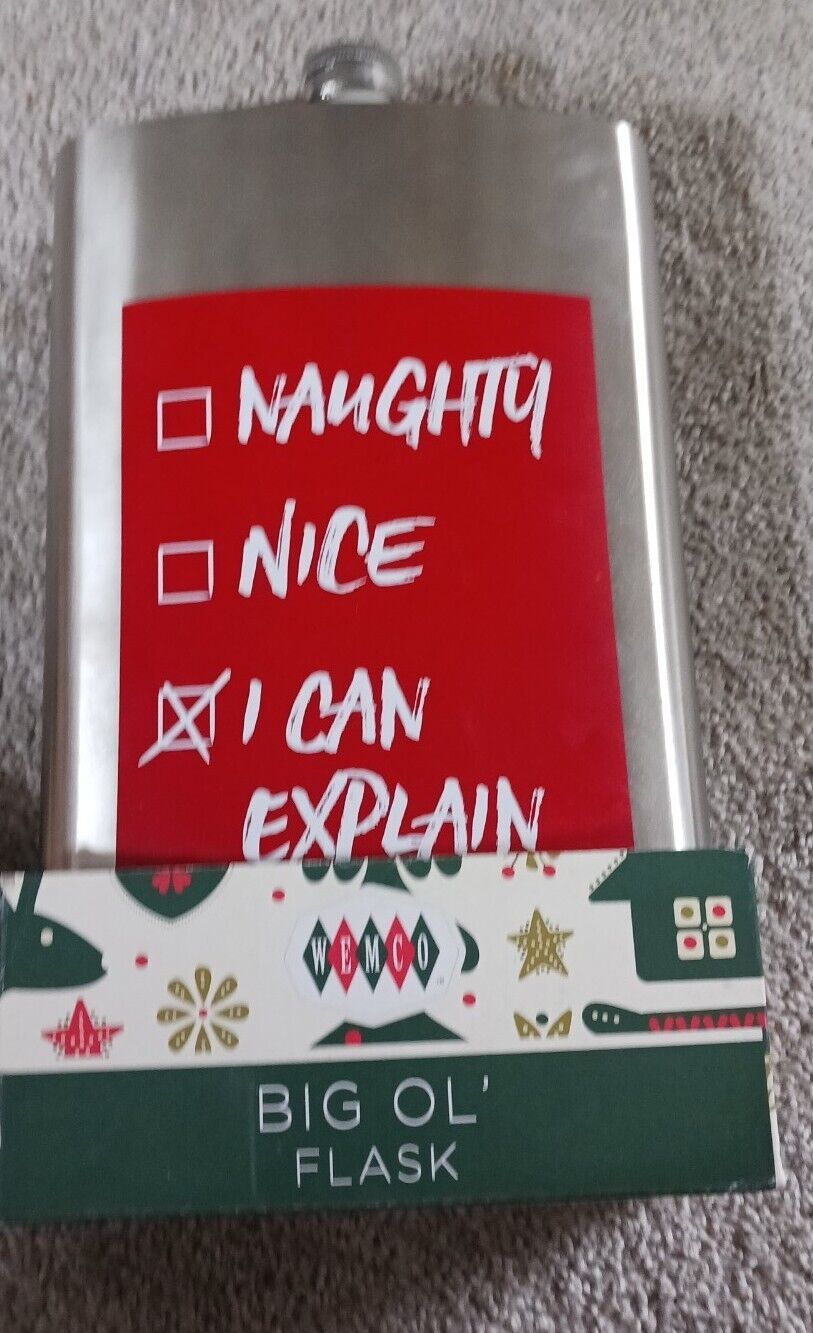 NAUGHTY
NICE
I CAN
EXPLAIN
WEMCO
BIG OL'
FLASK